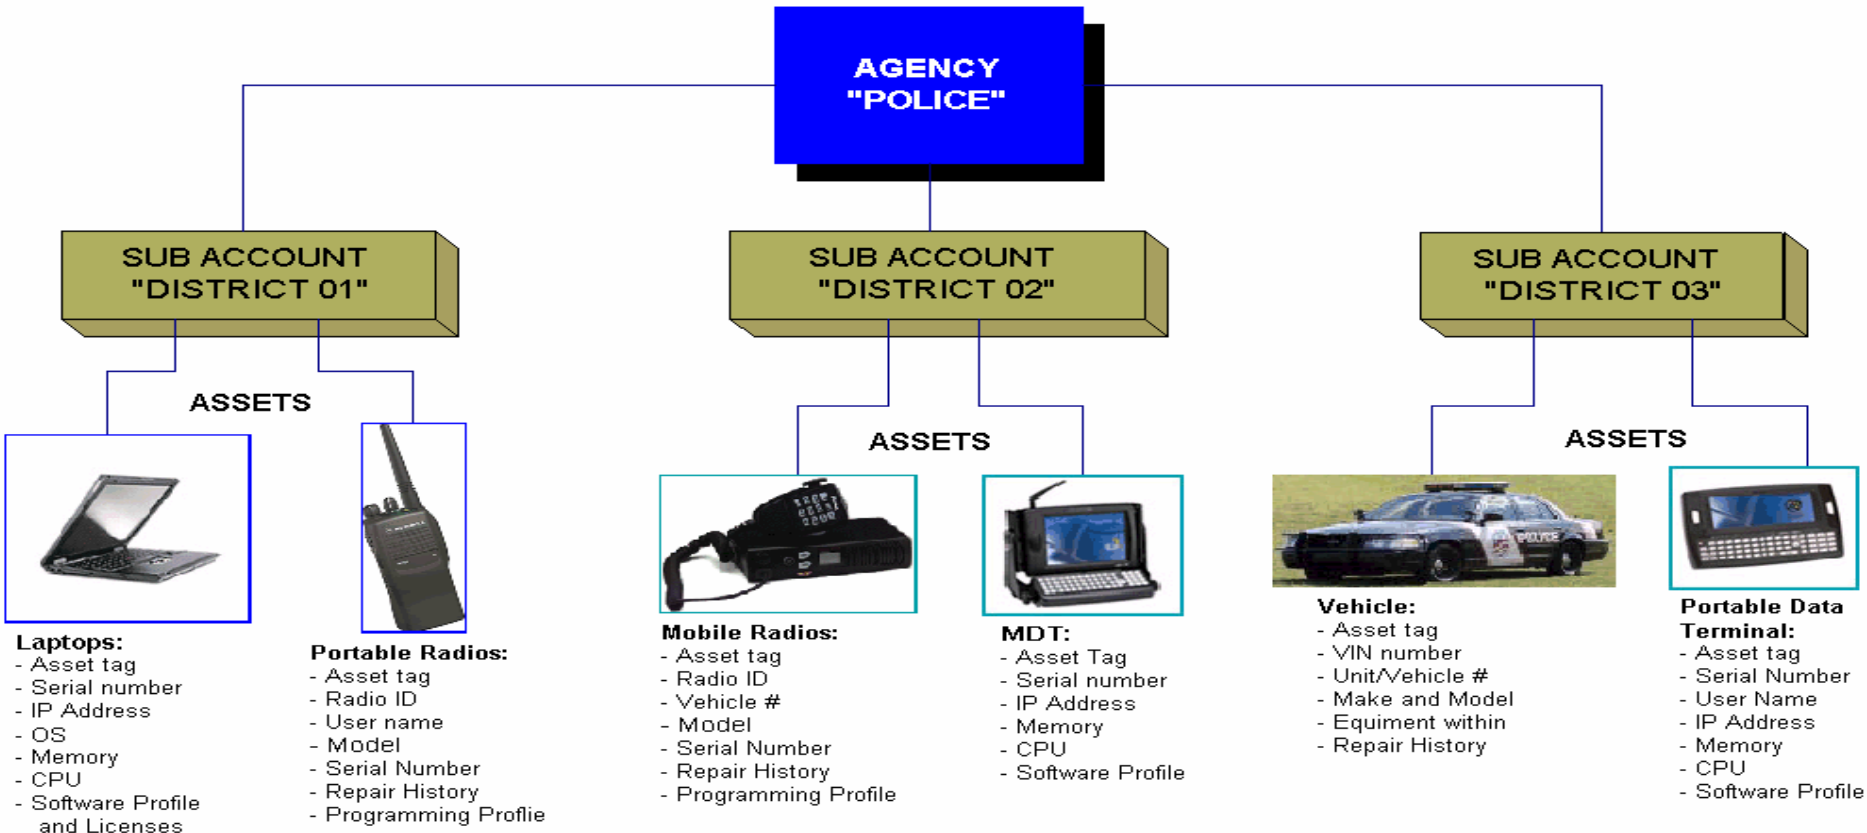 AGENCY
"POLICE"
SUB ACCOUNT
"DISTRICT 01"
SUB ACCOUNT
"DISTRICT 02"
SUB ACCOUNT
"DISTRICT 03"
ASSETS
ASSETS
ASSETS
Laptops:
- Asset tag
- Serial number
- IP Address
- OS
- Memory
- CPU
- Software Profile
and Licenses
Portable Radios:
- Asset tag
- Radio ID
- User name
- Model
- Serial Number
- Repair History
- Programming Proflie
Mobile Radios:
- Asset tag
- Radio ID
- Vehicle #
- Model
- Serial Number
- Repair History
- Programming Profile
MDT:
- Asset Tag
- Serial number
- IP Address
- Memory
- CPU
- Software Profile
POLICE
Vehicle:
- Asset tag
- VIN number
- Unit/Vehicle #
- Make and Model
- Equiment within
- Repair History
Portable Data
Terminal:
- Asset tag
- Serial Number
- User Name
- IP Address
- Memory
- CPU
- Software Profile